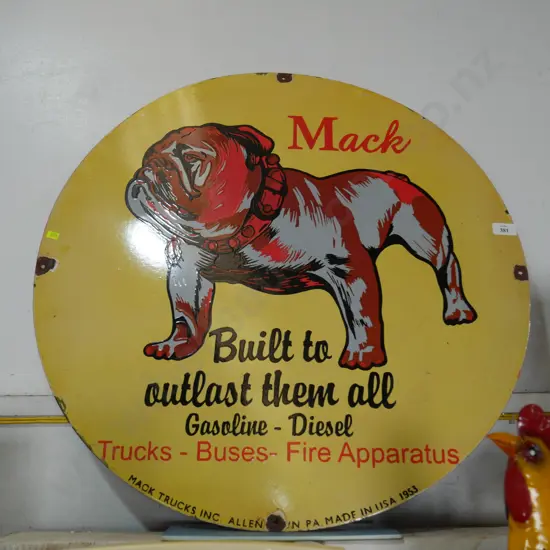 Mack
Built to
outlast them all
Gasoline - Diesel
Trucks - Buses- Fire Apparatus
MACK TRUCKS INC. ALLEN IN PA MADE IN USA 1953